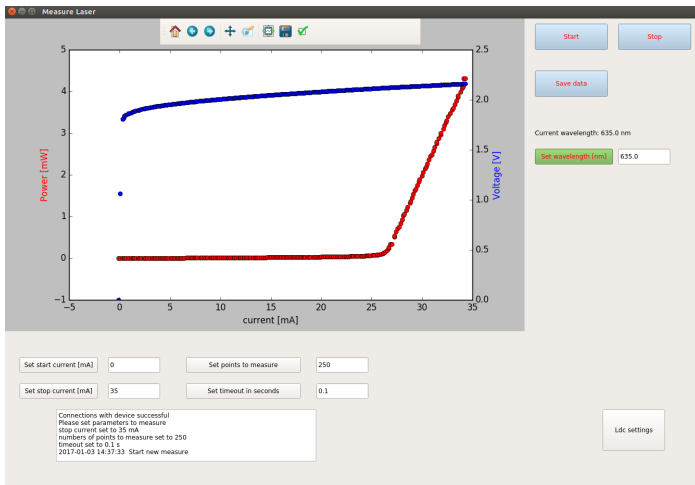 Measure Laser
Start
Stop
Save data
Current wavelength: 635.0 nm
Set wavelength [nm]
635.0
5
4
3
2
1
0
−1
Power [mW]
2.5
2.0
1.5
1.0
0.5
0.0
Voltage [V]
−5
0
5
10
15
20
25
30
35
current [mA]
Set start current [mA]
0
Set points to measure
250
Set stop current [mA]
35
Set timeout in seconds
0.1
Connections with device successful
Please set parameters to measure
stop current set to 35 mA
numbers of points to measure set to 250
timeout set to 0.1 s
2017-01-03 14:37:33 Start new measure
Ldc settings